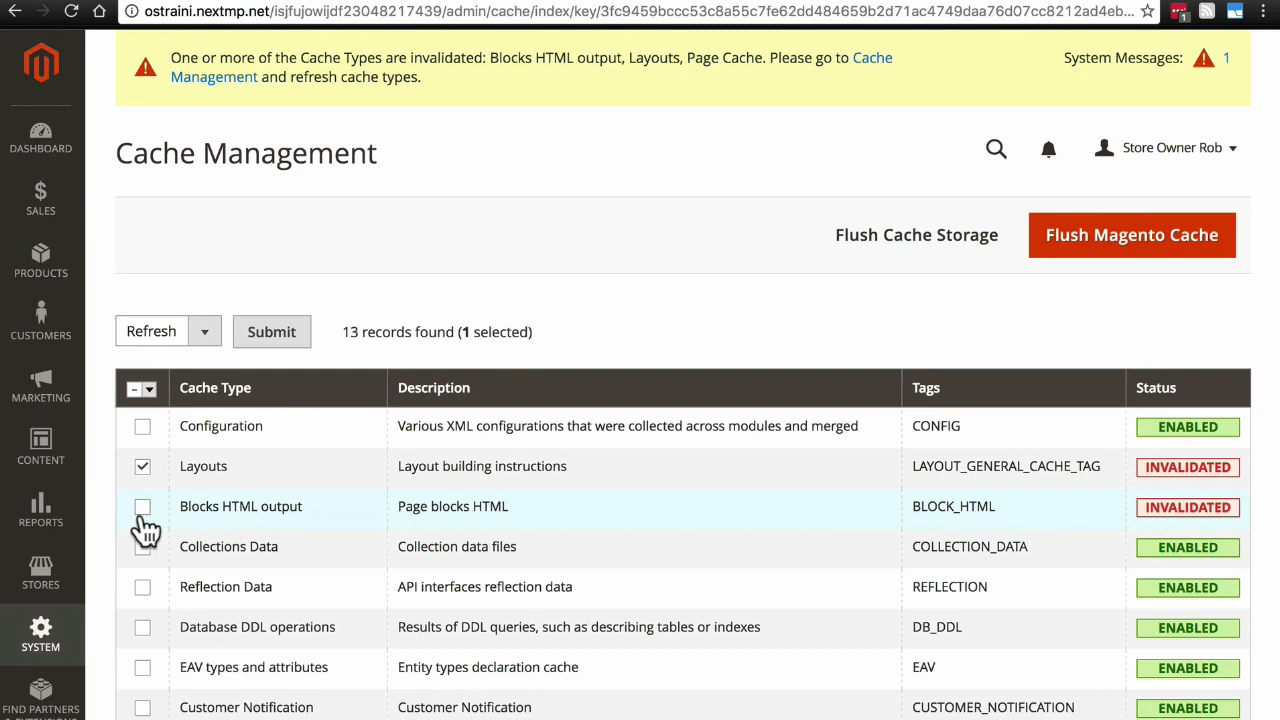 ostraini.nextmp.net/isjfujowijdf23048217439/admin/cache/index/key/3fc9459bccc53c8a55c7fe62dd484659b2d71ac4749daa76d07cc8212ad4eb...
1
One or more of the Cache Types are invalidated: Blocks HTML output, Layouts, Page Cache. Please go to Cache
Management and refresh cache types.
System Messages: 1
DASHBOARD
SALES
PRODUCTS
CUSTOMERS
MARKETING
CONTENT
REPORTS
STORES
SYSTEM
FIND PARTNERS
& EXTENSIONS
Cache Management
Store Owner Rob
Flush Cache Storage
Flush Magento Cache
Refresh
Submit
13 records found (1 selected)
Cache Type Description Tags Status
Configuration Various XML configurations that were collected across modules and merged CONFIG ENABLED
Layouts Layout building instructions LAYOUT_GENERAL_CACHE_TAG INVALIDATED
Blocks HTML output Page blocks HTML BLOCK_HTML INVALIDATED
Collections Data Collection data files COLLECTION_DATA ENABLED
Reflection Data API interfaces reflection data REFLECTION ENABLED
Database DDL operations Results of DDL queries, such as describing tables or indexes DB_DDL ENABLED
EAV types and attributes Entity types declaration cache EAV ENABLED
Customer Notification Customer Notification CUSTOMER_NOTIFICATION ENABLED